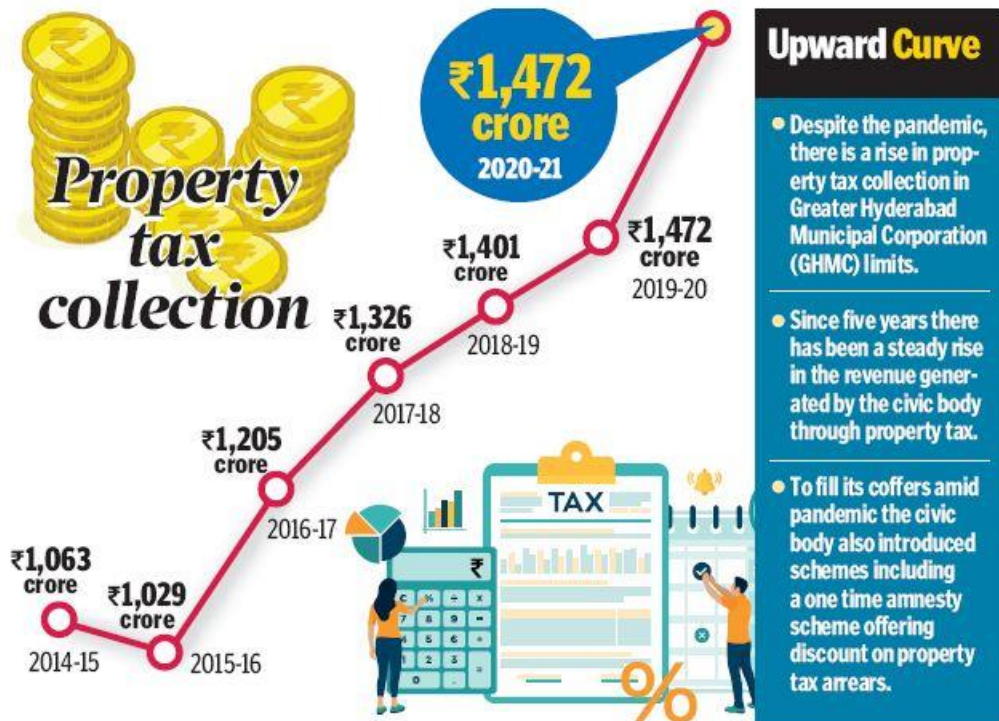 Property
tax
collection
₹1,063
crore
2014-15
₹1,029
crore
2015-16
₹1,205
crore
2016-17
₹1,326
crore
2017-18
₹1,401
crore
2018-19
₹1,472
crore
2019-20
₹1,472
crore
2020-21
TAX
₹
%
Upward Curve
Despite the pandemic,
there is a rise in prop-
erty tax collection in
Greater Hyderabad
Municipal Corporation
(GHMC) limits.
Since five years there
has been a steady rise
in the revenue gener-
ated by the civic body
through property tax.
To fill its coffers amid
pandemic the civic
body also introduced
schemes including
a one time amnesty
scheme offering
discount on property
tax arrears.